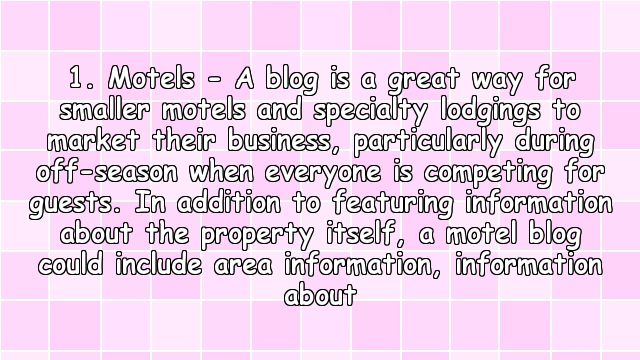 1. Motels - A blog is a great way for
smaller motels and specialty lodgings to
market their business, particularly during
off-season when everyone is competing for
guests. In addition to featuring information
about the property itself, a motel blog
could include area information, information
about